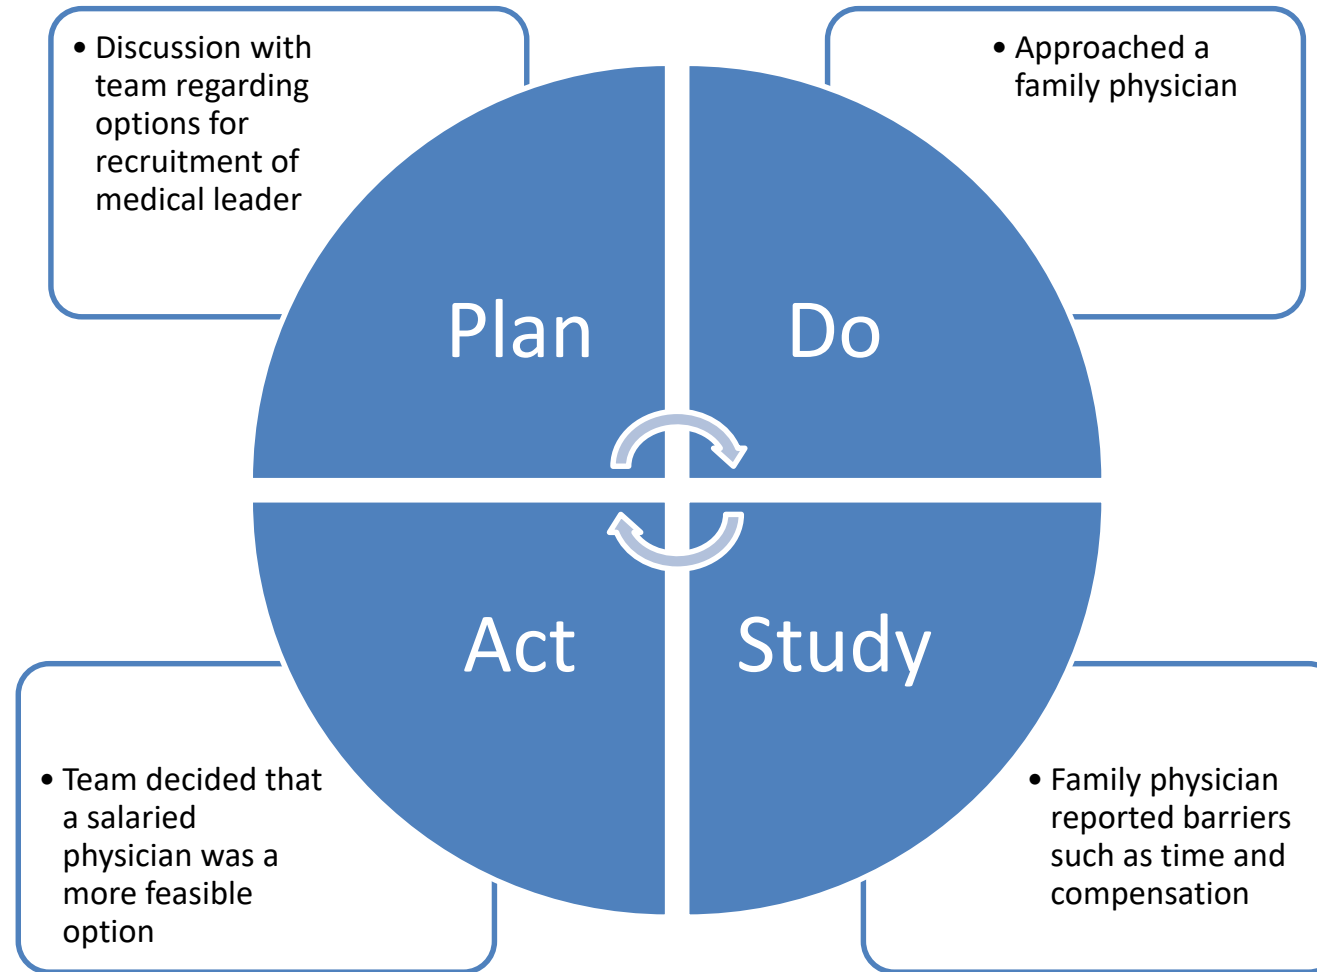 • Discussion with
team regarding
options for
recruitment of
medical leader
• Approached a
family physician
Plan
Do
Act
Study
• Team decided that
a salaried
physician was a
more feasible
option
• Family physician
reported barriers
such as time and
compensation